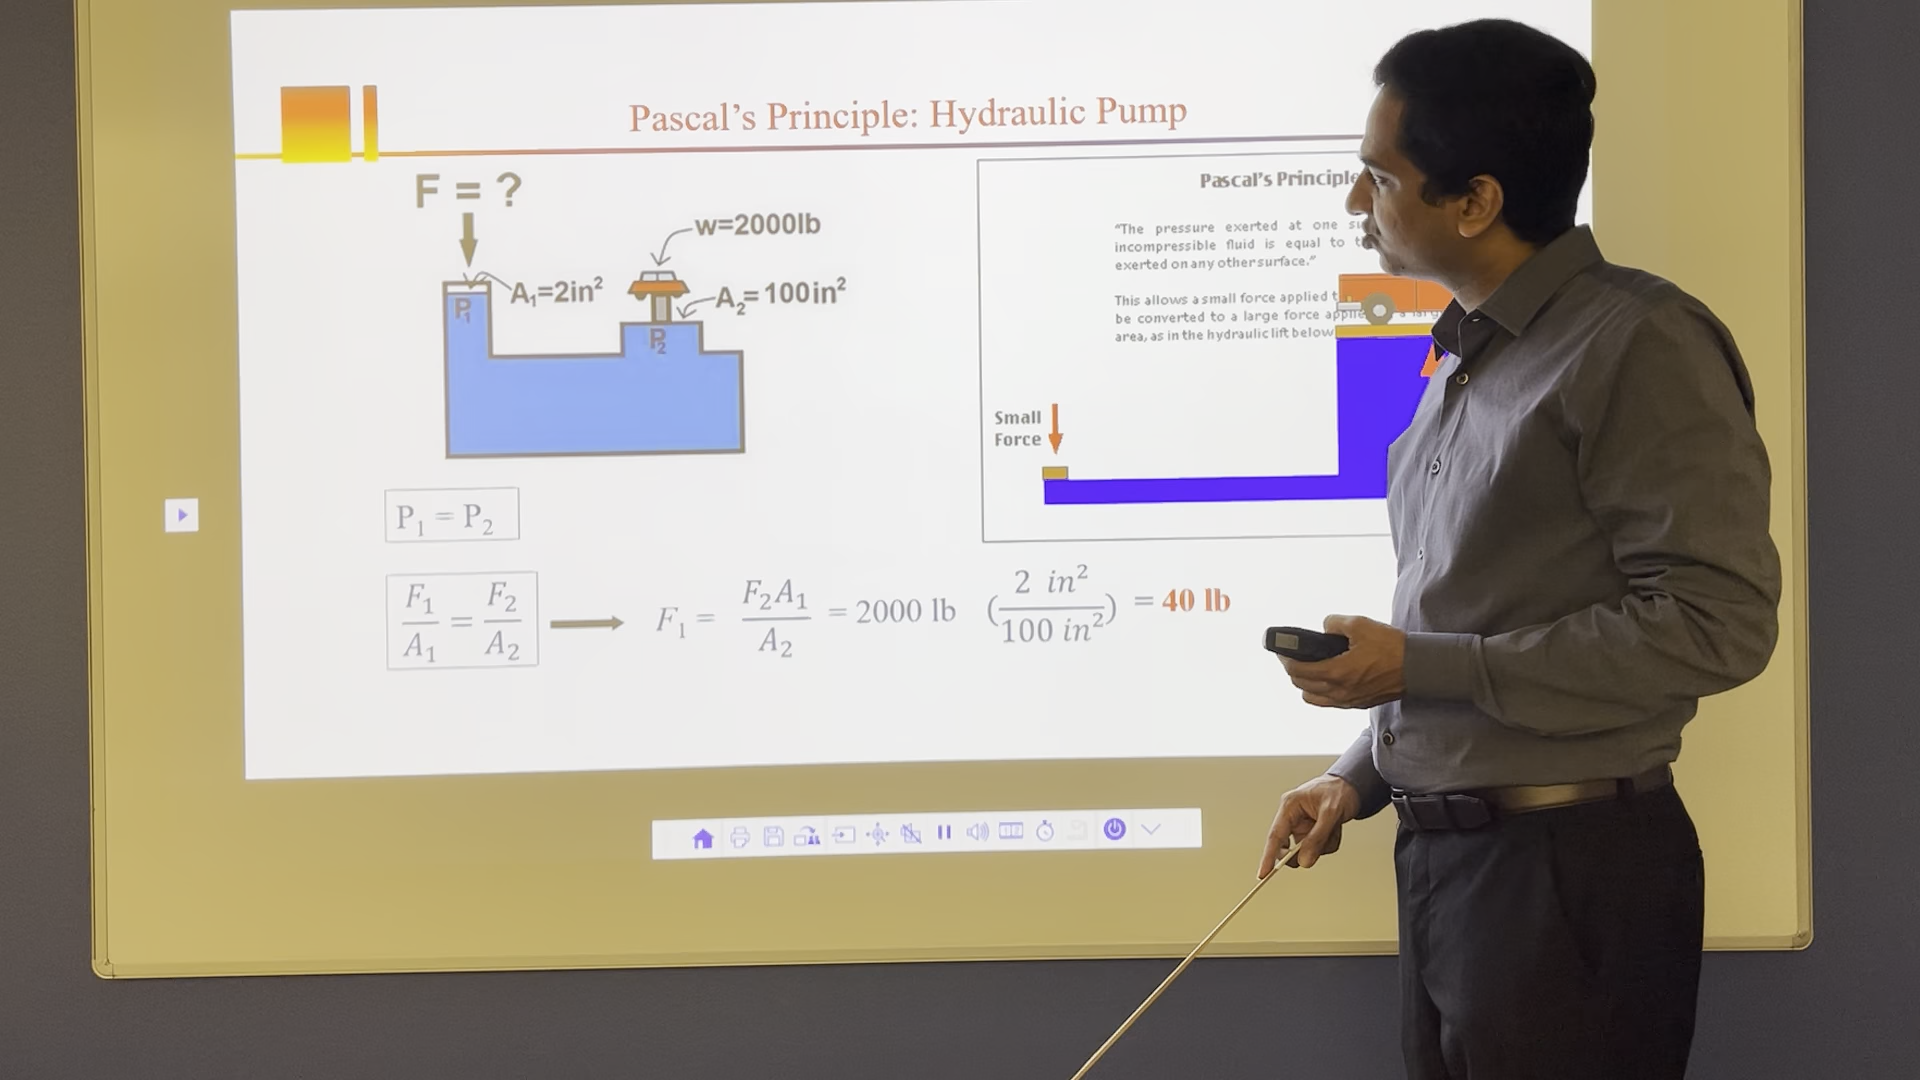 Pascal's Principle: Hydraulic Pump
F = ?
w=2000lb
A₁=2in²
A₂=100in²
P₁
P₂
Pascal's Principle
"The pressure exerted at one
incompressible fluid is equal to
exerted on any other surface."
This allows a small force applied
be converted to a large force applied
area, as in the hydraulic lift below
Small
Force
P₁ = P₂
F₁/A₁ = F₂/A₂
F₁ = F₂A₁/A₂ = 2000 lb (2 in²/100 in²) = 40 lb